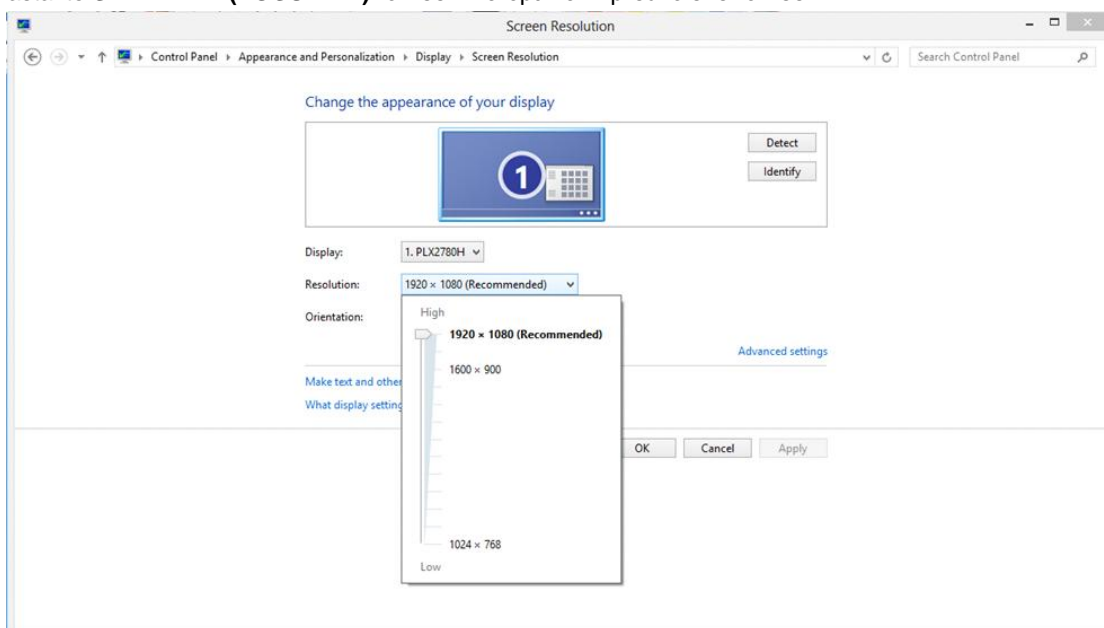 Screen Resolution
Control Panel Appearance and Personalization Display Screen Resolution Search Control Panel
Change the appearance of your display
1
Detect
Identify
Display: 1. PLX2780H
Resolution: 1920 × 1080 (Recommended)
Orientation:
High
1920 × 1080 (Recommended)
Advanced settings
1600 × 900
Make text and other
What display setting
OK Cancel Apply
1024 × 768
Low